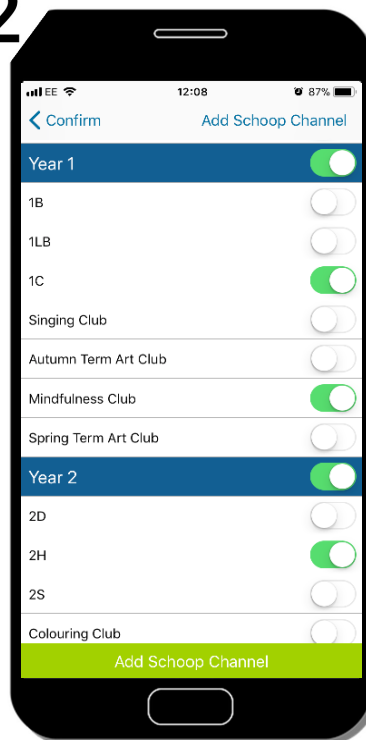 2
EE 12:08 87%
Confirm Add Schoop Channel
Year 1
1B
1LB
1C
Singing Club
Autumn Term Art Club
Mindfulness Club
Spring Term Art Club
Year 2
2D
2H
2S
Colouring Club
Add Schoop Channel